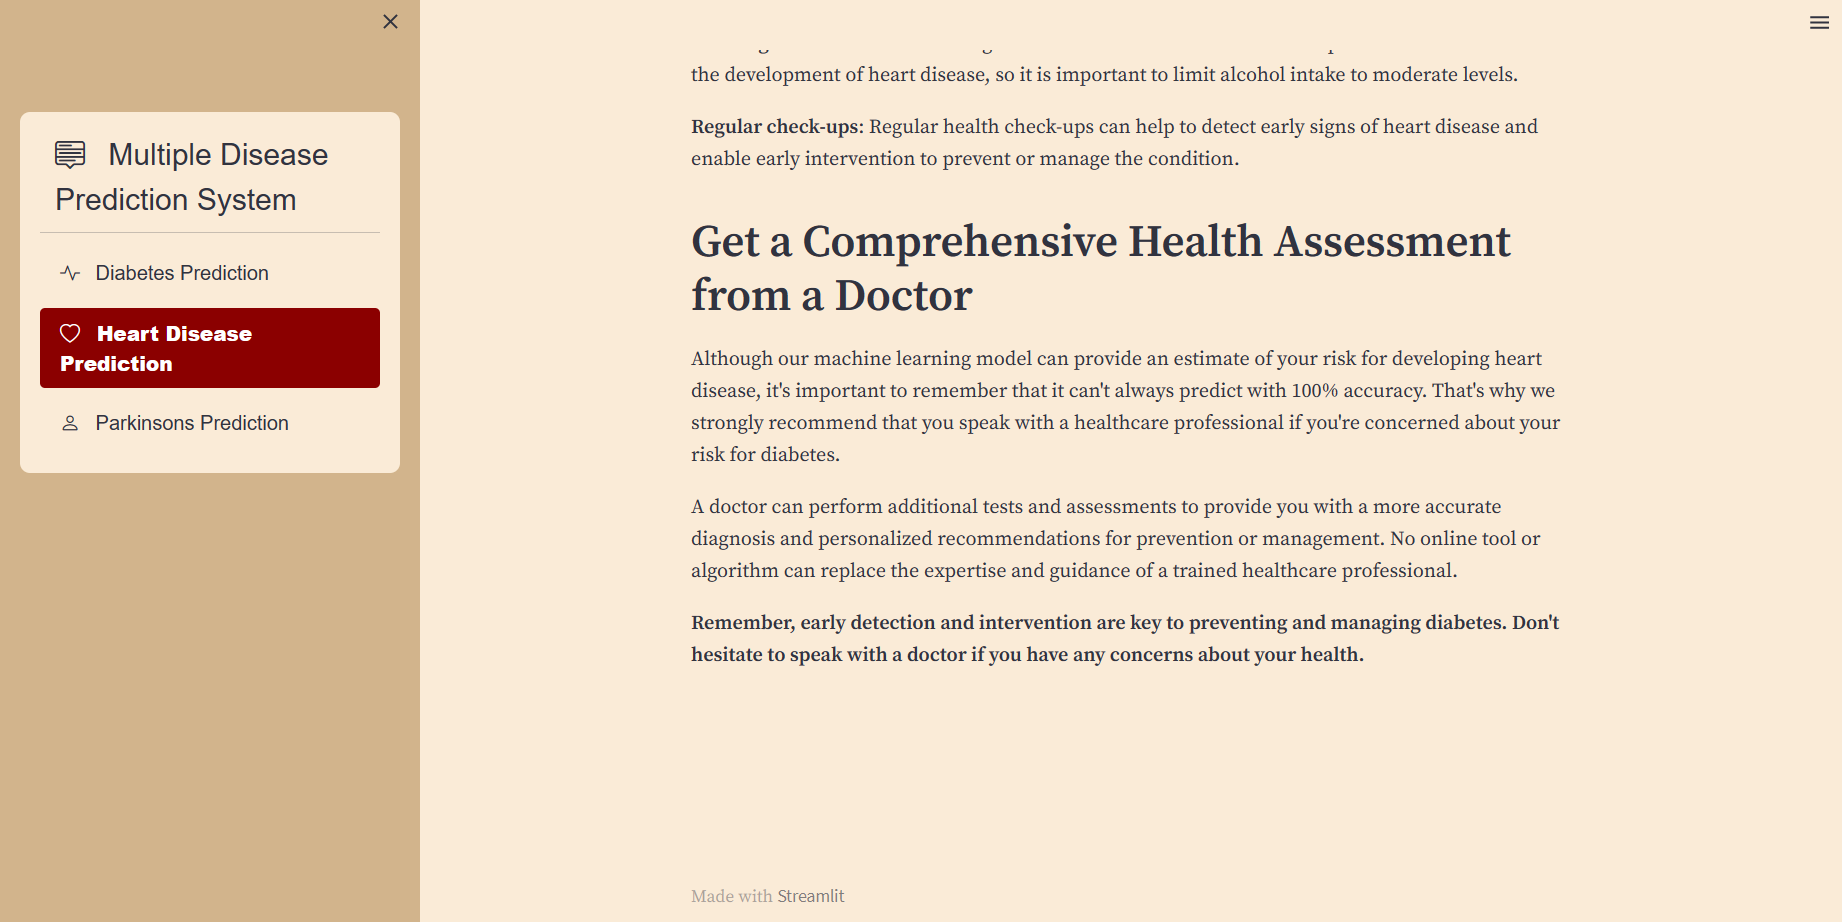 Multiple Disease
Prediction System
Diabetes Prediction
Heart Disease
Prediction
Parkinsons Prediction
the development of heart disease, so it is important to limit alcohol intake to moderate levels.
Regular check-ups: Regular health check-ups can help to detect early signs of heart disease and
enable early intervention to prevent or manage the condition.
Get a Comprehensive Health Assessment
from a Doctor
Although our machine learning model can provide an estimate of your risk for developing heart
disease, it's important to remember that it can't always predict with 100% accuracy. That's why we
strongly recommend that you speak with a healthcare professional if you're concerned about your
risk for diabetes.
A doctor can perform additional tests and assessments to provide you with a more accurate
diagnosis and personalized recommendations for prevention or management. No online tool or
algorithm can replace the expertise and guidance of a trained healthcare professional.
Remember, early detection and intervention are key to preventing and managing diabetes. Don't
hesitate to speak with a doctor if you have any concerns about your health.
Made with Streamlit